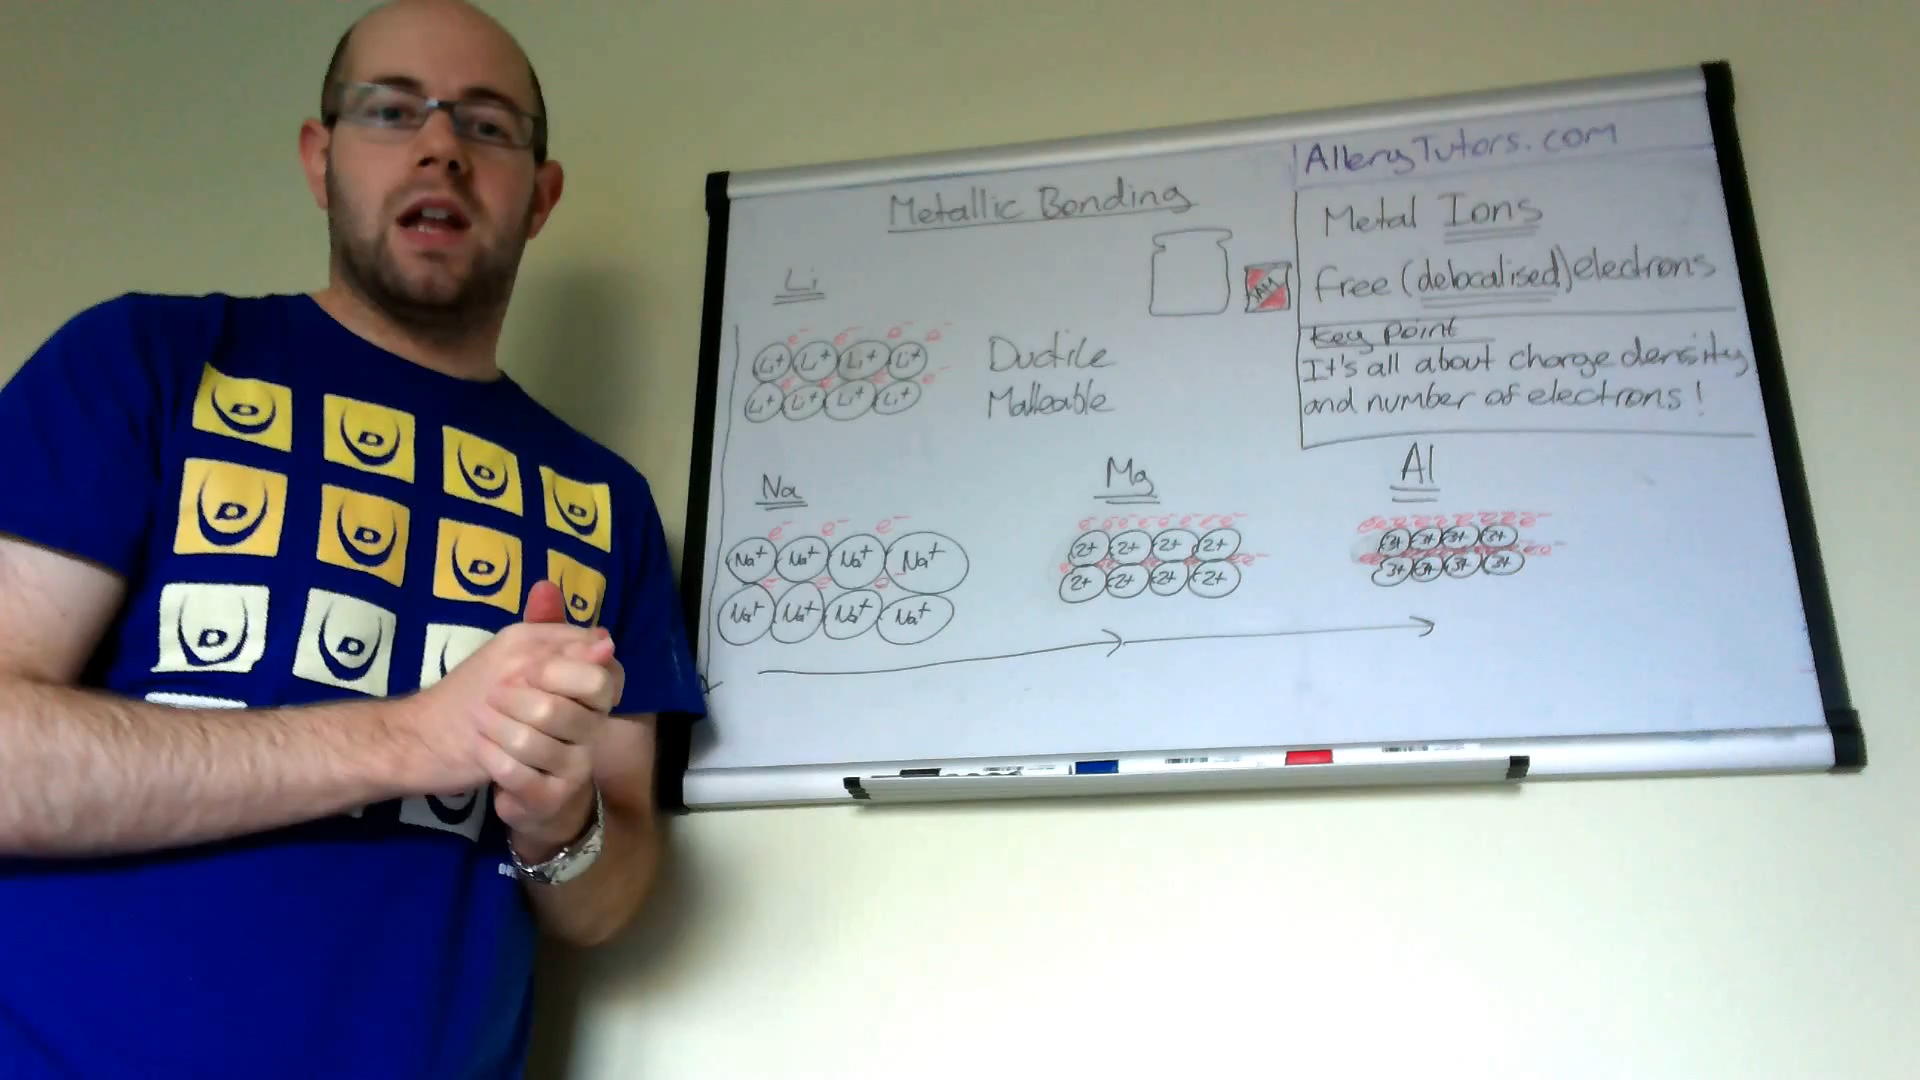 AlleryTutors.com
Metallic Bonding
Metal Ions
free (delocalised) electrons
Key point
It's all about charge density
and number of electrons!
JAM
Li
e- e- e- e-
Li+ Li+ Li+ Li+
Li+ Li+ Li+ Li+
Ductile
Malleable
Na
e- e- e-
Na+ Na+ Na+ Na+
Na+ Na+ Na+ Na+
Mg
2+ 2+ 2+ 2+
2+ 2+ 2+ 2+
Al
3+ 3+ 3+ 3+
3+ 3+ 3+ 3+
D D D D
D D D D
D D